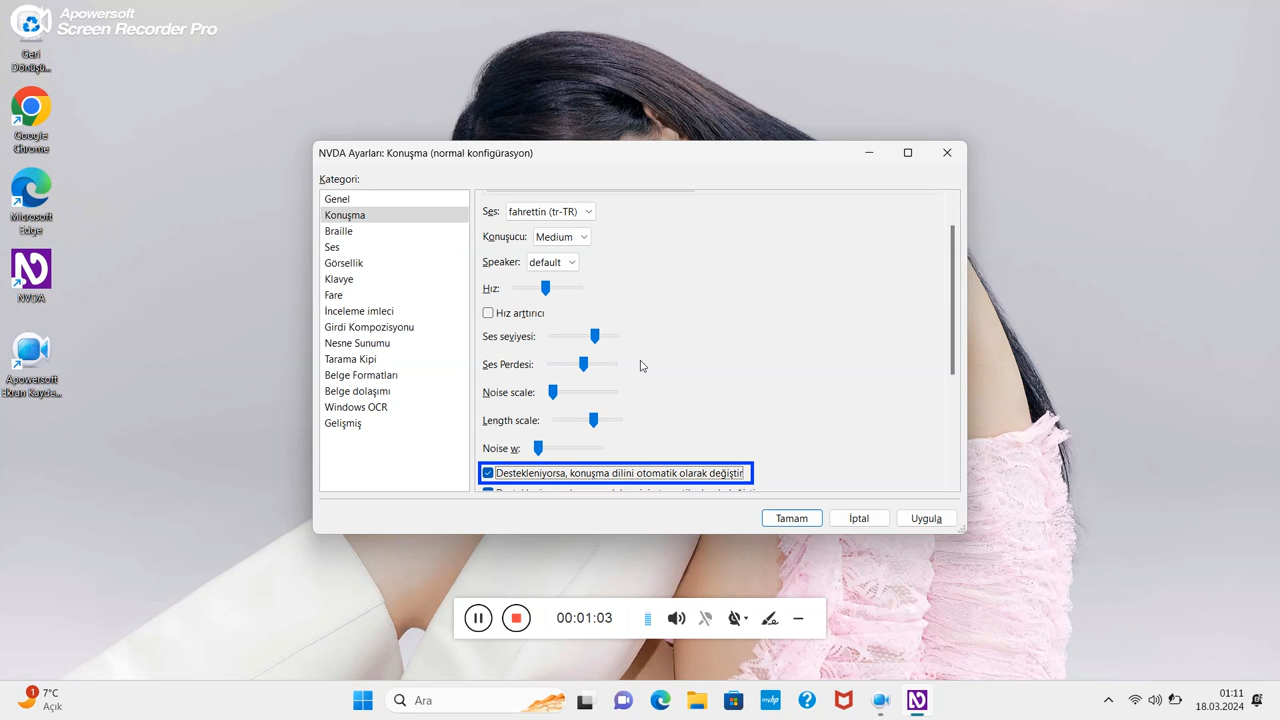 Apowersoft
Screen Recorder Pro
Geri
Dönüşü...
Google
Chrome
Microsoft
Edge
NVDA
Apowersoft
Ekran Kayde...
NVDA Ayarları: Konuşma (normal konfigürasyon)
Kategori:
Genel
Konuşma
Braille
Ses
Görsellik
Klavye
Fare
İnceleme imleci
Girdi Kompozisyonu
Nesne Sunumu
Tarama Kipi
Belge Formatları
Belge dolaşımı
Windows OCR
Gelişmiş
Ses: fahrettin (tr-TR)
Konuşucu: Medium
Speaker: default
Hız:
Hız arttırıcı
Ses seviyesi:
Ses Perdesi:
Noise scale:
Length scale:
Noise w:
Destekleniyorsa, konuşma dilini otomatik olarak değiştir
Tamam İptal Uygula
00:01:03
1
7°C
Açık
Ara
myhp
01:11
18.03.2024